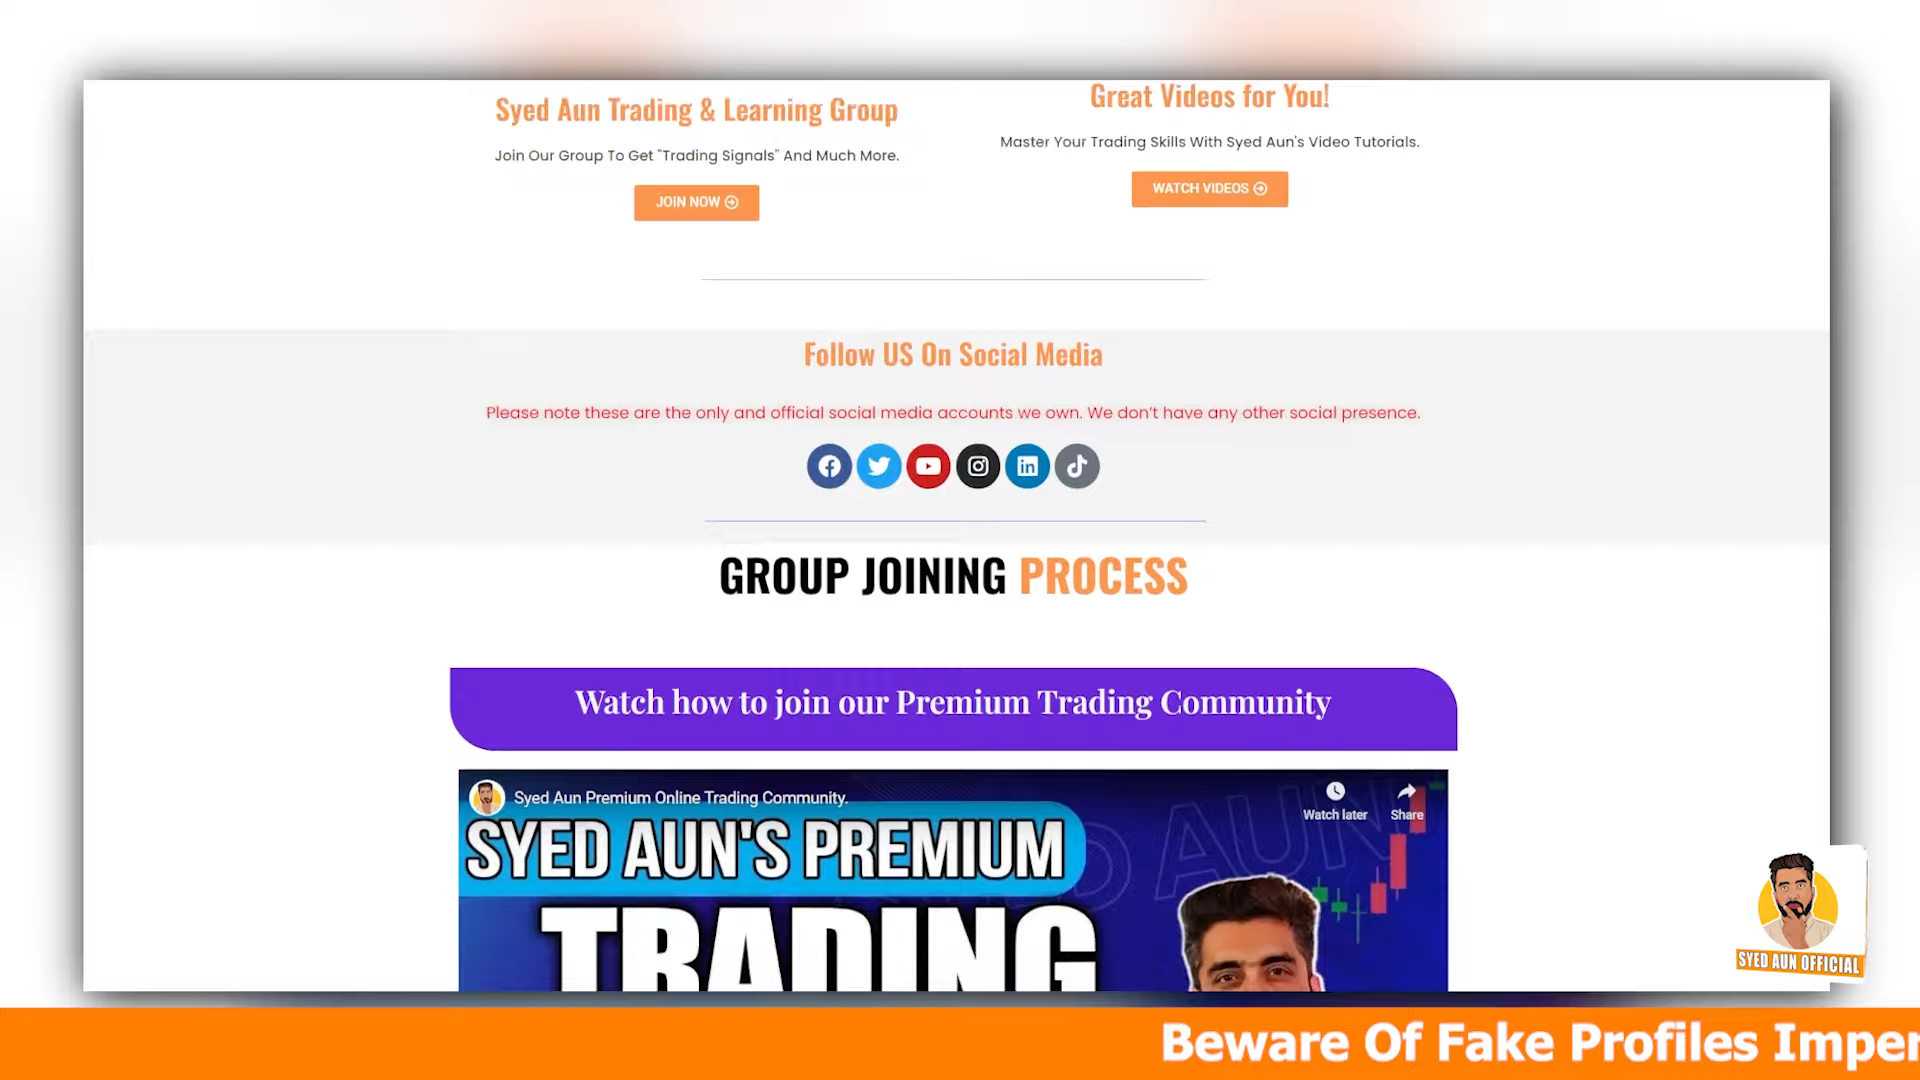 Syed Aun Trading & Learning Group
Join Our Group To Get "Trading Signals" And Much More.
JOIN NOW
Great Videos for You!
Master Your Trading Skills With Syed Aun's Video Tutorials.
WATCH VIDEOS
Follow US On Social Media
Please note these are the only and official social media accounts we own. We don't have any other social presence.
GROUP JOINING PROCESS
Watch how to join our Premium Trading Community
Syed Aun Premium Online Trading Community.
Watch later
Share
SYED AUN'S PREMIUM
TRADING
SYED AUN OFFICIAL
Beware Of Fake Profiles Imper